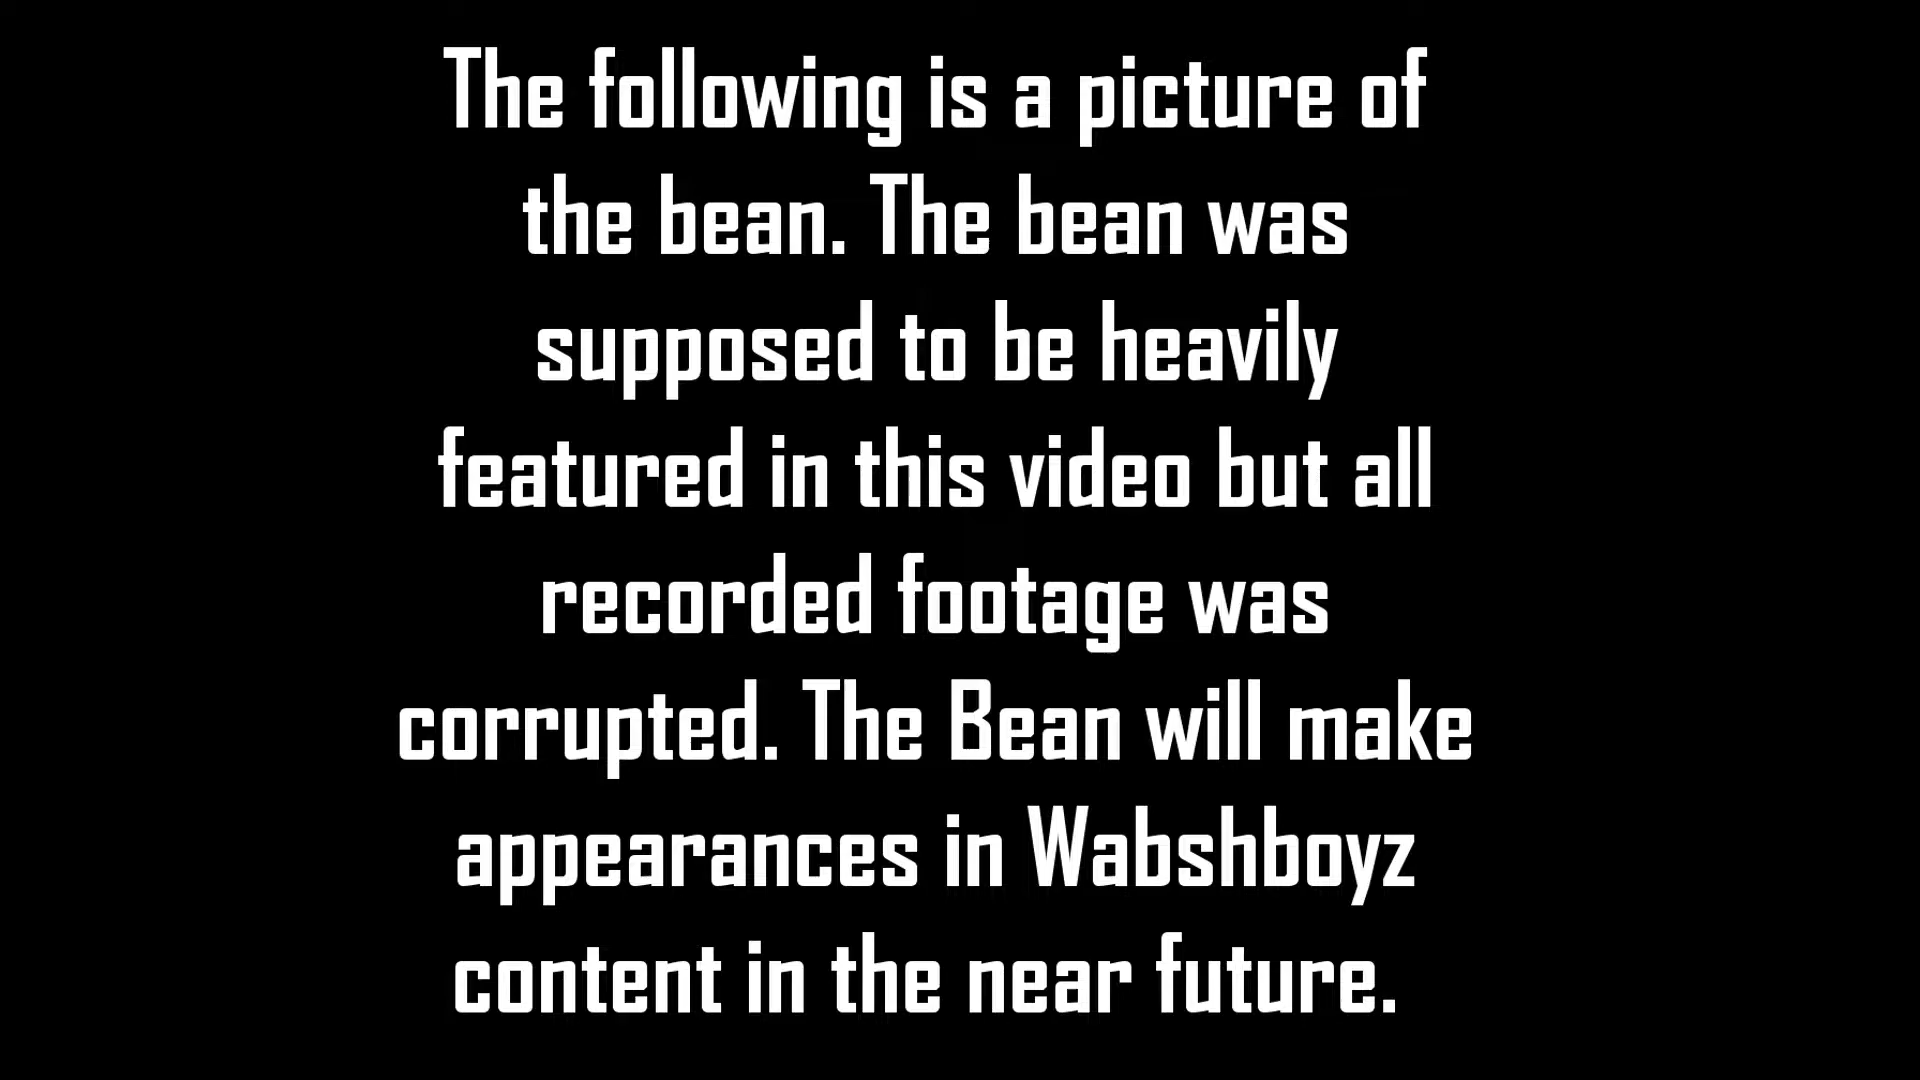 The following is a picture of
the bean. The bean was
supposed to be heavily
featured in this video but all
recorded footage was
corrupted. The Bean will make
appearances in Wabshboyz
content in the near future.